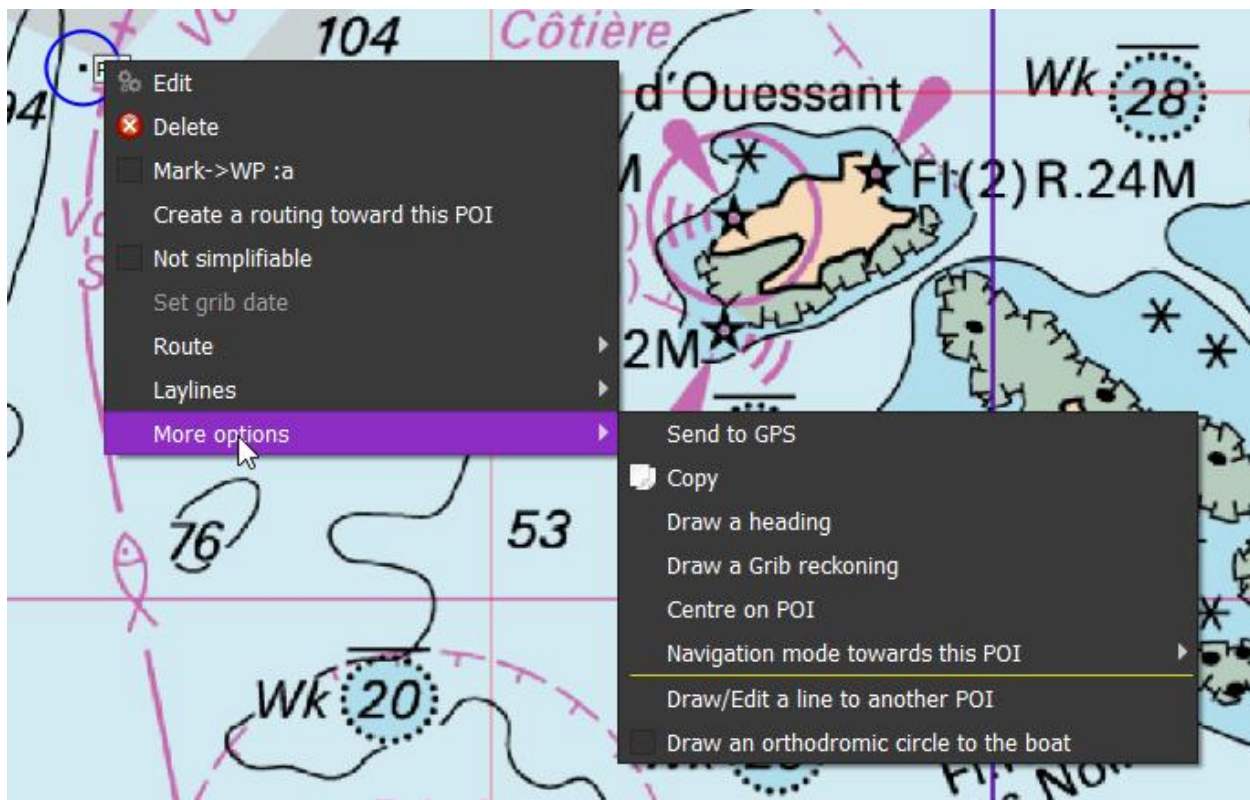 104
Côtière
d'Ouessant
Wk 28
Edit
Delete
Mark->WP :a
Create a routing toward this POI
Not simplifiable
Set grib date
Route
Laylines
More options
Fl(2)R.24M
2M
Send to GPS
Copy
Draw a heading
Draw a Grib reckoning
Centre on POI
Navigation mode towards this POI
Draw/Edit a line to another POI
Draw an orthodromic circle to the boat
76
53
Wk 20